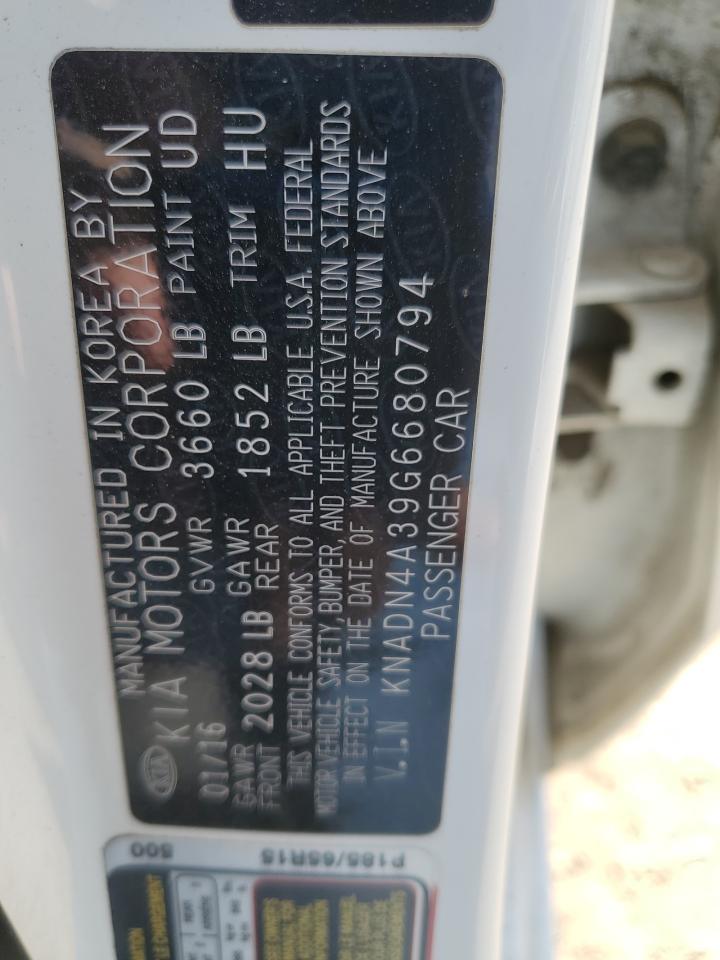 MANUFACTURED IN KOREA BY
KIA KIA MOTORS CORPORATION
01/16 GVWR 3660 LB PAINT UD
GAWR FRONT 2028 LB GAWR REAR 1852 LB TRIM HU
THIS VEHICLE CONFORMS TO ALL APPLICABLE U.S.A. FEDERAL
MOTOR VEHICLE SAFETY, BUMPER, AND THEFT PREVENTION STANDARDS
IN EFFECT ON THE DATE OF MANUFACTURE SHOWN ABOVE
V.I.N KNADN4A39G6680794
PASSENGER CAR
P185/65R15
500